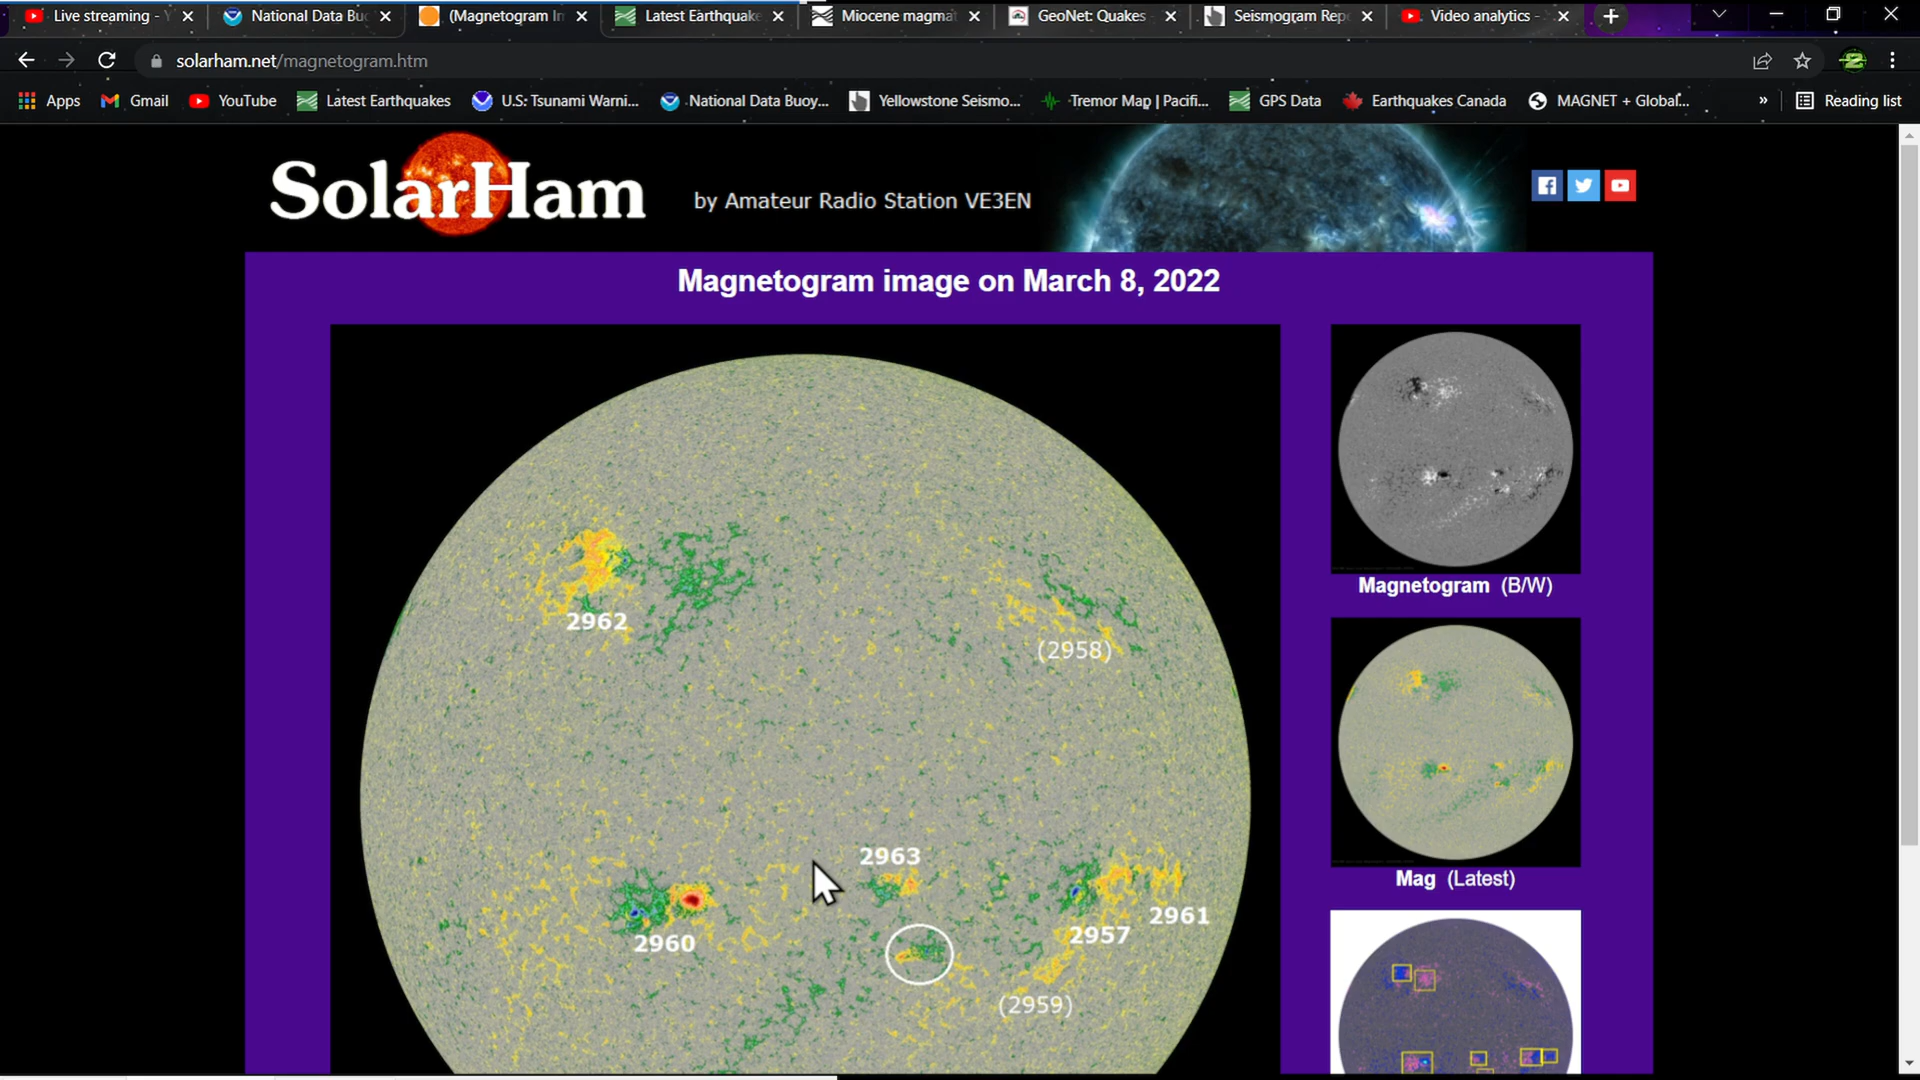 Live streaming -
National Data Bu
(Magnetogram I
Latest Earthquake
Miocene magma
GeoNet: Quakes
Seismogram Rep
Video analytics -
solarham.net/magnetogram.htm
Apps
Gmail
YouTube
Latest Earthquakes
U.S. Tsunami Warni...
National Data Buoy...
Yellowstone Seismo...
Tremor Map | Pacifi...
GPS Data
Earthquakes Canada
MAGNET + Global...
»
Reading list
SolarHam
by Amateur Radio Station VE3EN
Magnetogram image on March 8, 2022
2962
(2958)
2963
2961
2957
2960
(2959)
Magnetogram (B/W)
Mag (Latest)